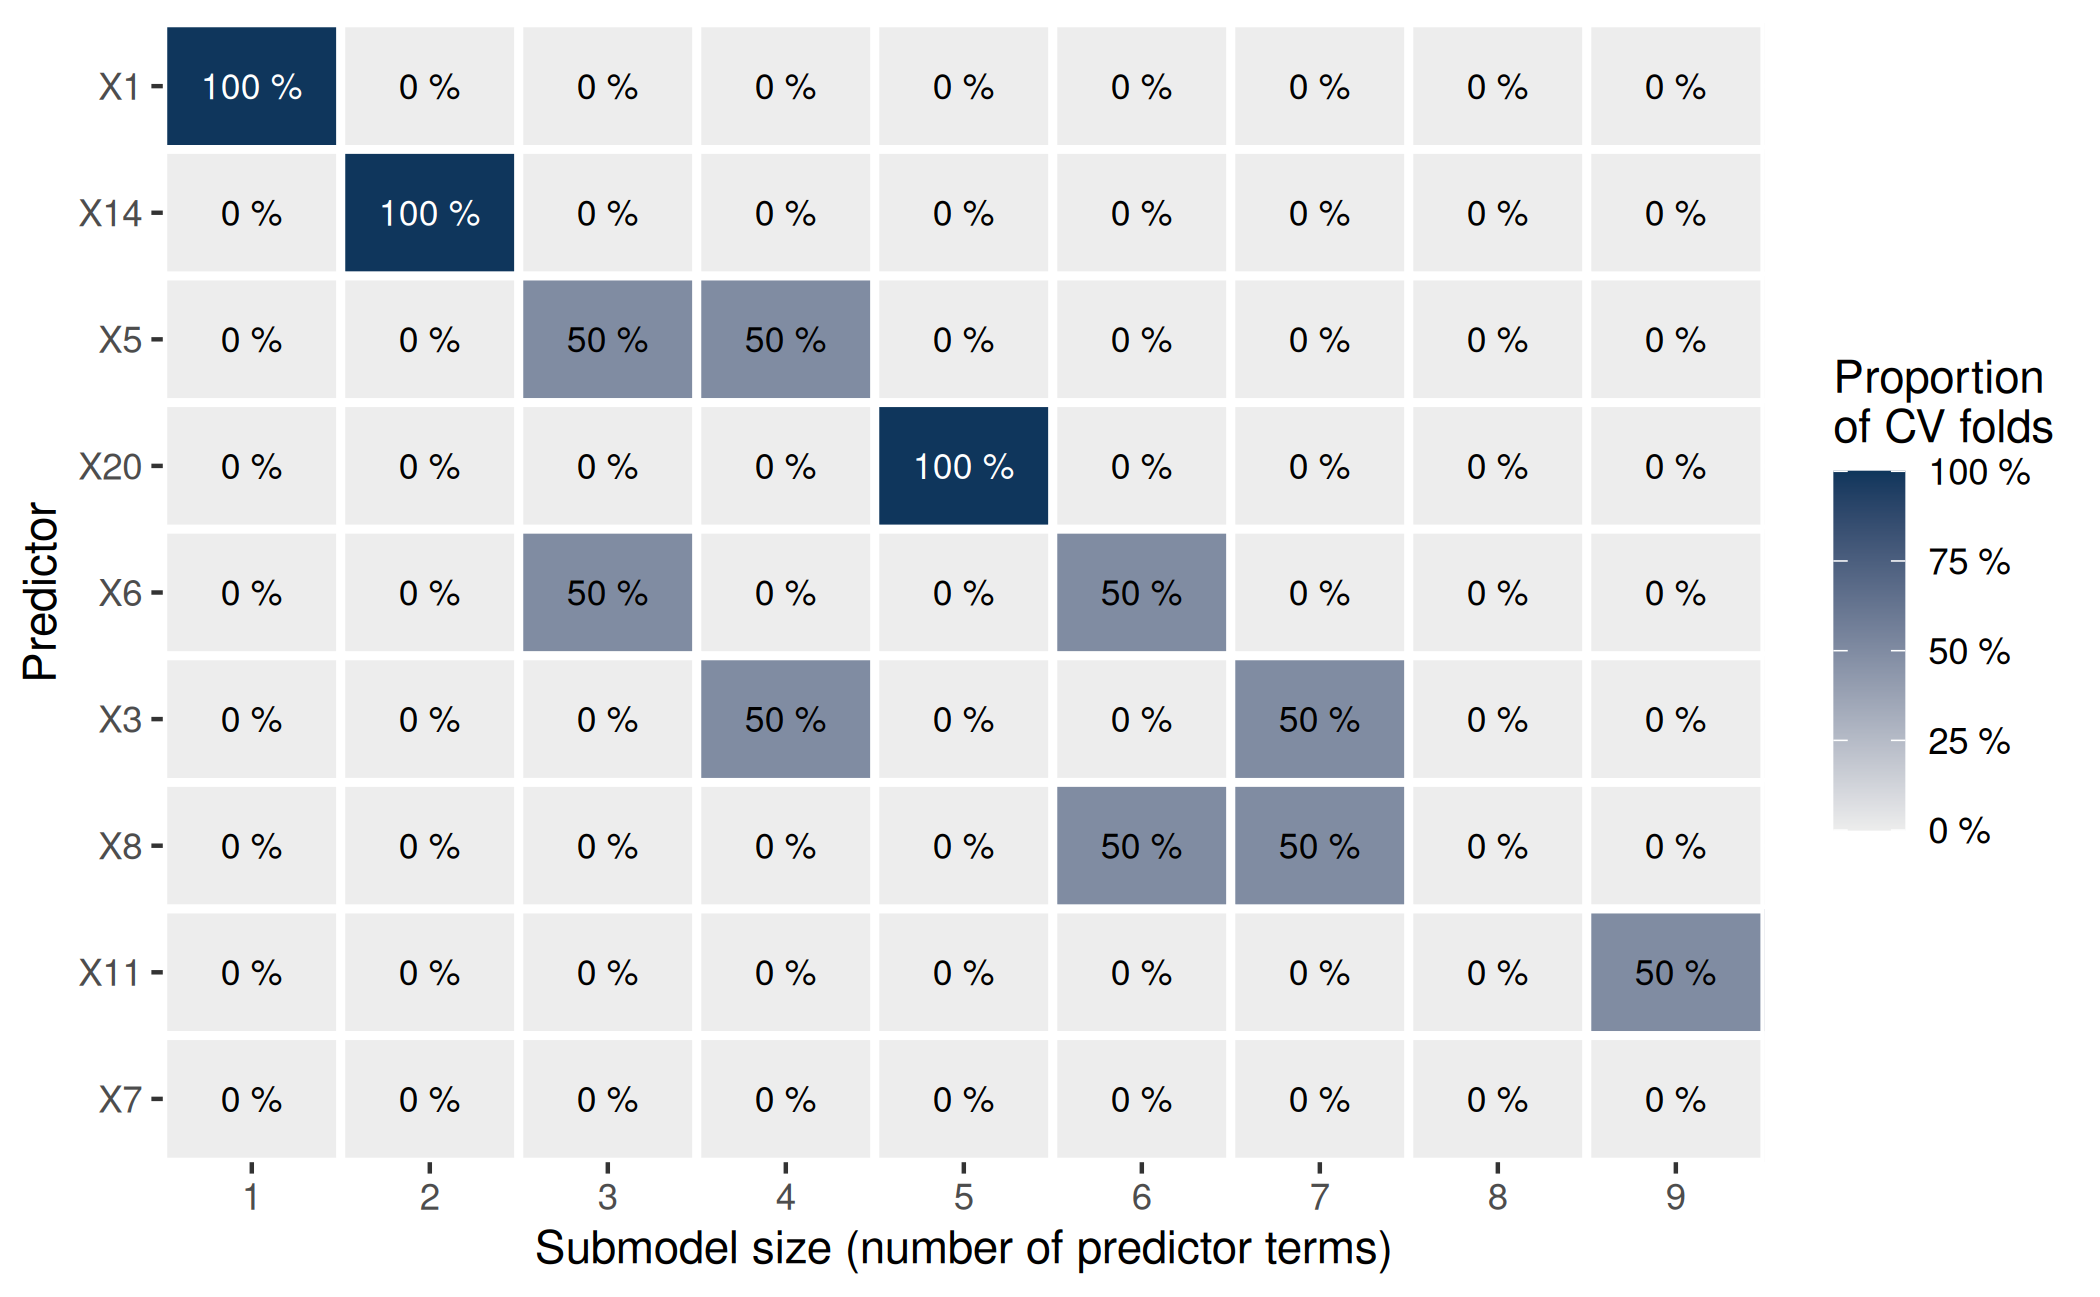 X1 100 % 0 % 0 % 0 % 0 % 0 % 0 % 0 % 0 %
X14 0 % 100 % 0 % 0 % 0 % 0 % 0 % 0 % 0 %
X5 0 % 0 % 50 % 50 % 0 % 0 % 0 % 0 % 0 %
X20 0 % 0 % 0 % 0 % 100 % 0 % 0 % 0 % 0 %
X6 0 % 0 % 50 % 0 % 0 % 50 % 0 % 0 % 0 %
X3 0 % 0 % 0 % 50 % 0 % 0 % 50 % 0 % 0 %
X8 0 % 0 % 0 % 0 % 0 % 50 % 50 % 0 % 0 %
X11 0 % 0 % 0 % 0 % 0 % 0 % 0 % 0 % 50 %
X7 0 % 0 % 0 % 0 % 0 % 0 % 0 % 0 % 0 %
1 2 3 4 5 6 7 8 9
Submodel size (number of predictor terms)
Predictor
Proportion
of CV folds
100 %
75 %
50 %
25 %
0 %